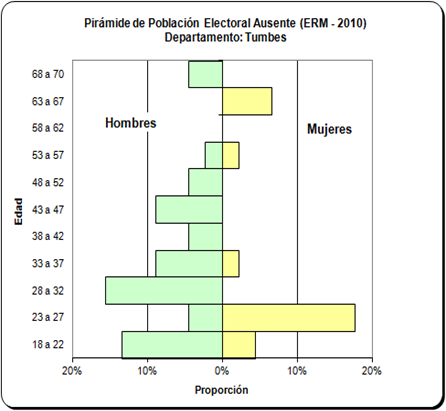 Pirámide de Población Electoral Ausente (ERM - 2010)
Departamento: Tumbes
68 a 70
63 a 67
58 a 62
53 a 57
48 a 52
43 a 47
38 a 42
33 a 37
28 a 32
23 a 27
18 a 22
Edad
Hombres
Mujeres
20%
10%
0%
10%
20%
Proporción